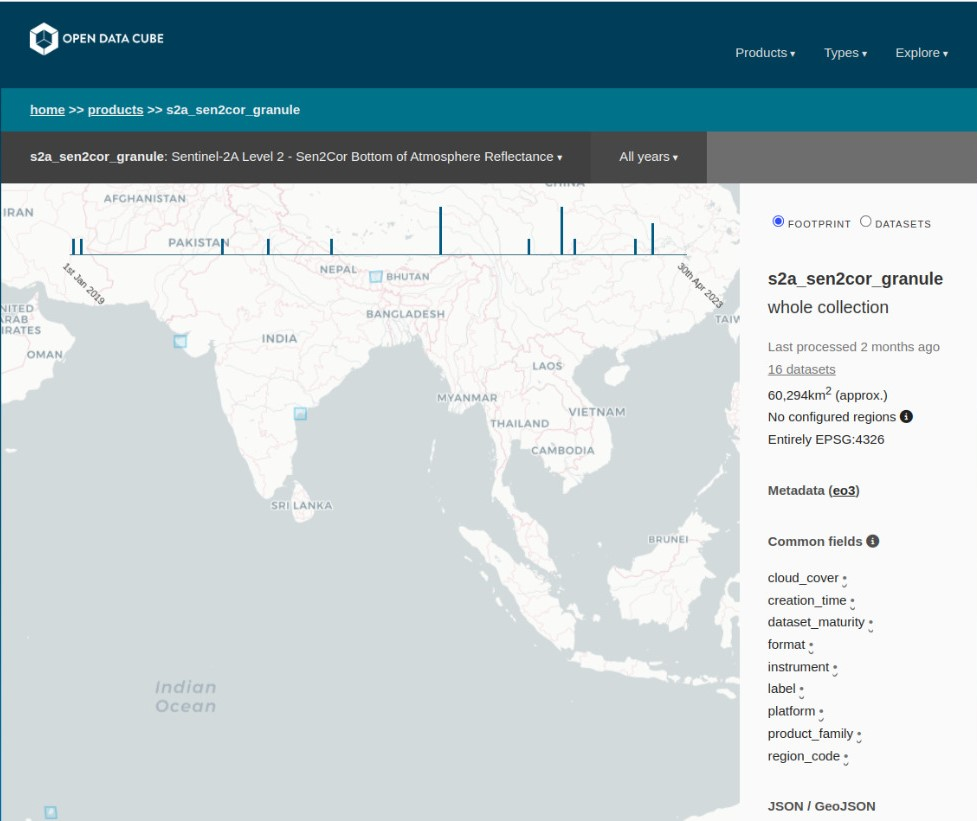 OPEN DATA CUBE
Products ▾ Types ▾ Explore ▾
home >> products >> s2a_sen2cor_granule
s2a_sen2cor_granule: Sentinel-2A Level 2 - Sen2Cor Bottom of Atmosphere Reflectance ▾ All years ▾
CHINA
AFGHANISTAN
IRAN
PAKISTAN
1st Jan 2019
30th Apr 2023
NEPAL
BHUTAN
NITED
ARAB
IRATES
BANGLADESH
TAIW
INDIA
OMAN
LAOS
MYANMAR
VIETNAM
THAILAND
CAMBODIA
SRI LANKA
BRUNEI
Indian
Ocean
FOOTPRINT DATASETS
s2a_sen2cor_granule
whole collection
Last processed 2 months ago
16 datasets
60,294km2 (approx.)
No configured regions
Entirely EPSG:4326
Metadata (eo3)
Common fields
cloud_cover
creation_time
dataset_maturity
format
instrument
label
platform
product_family
region_code
JSON / GeoJSON